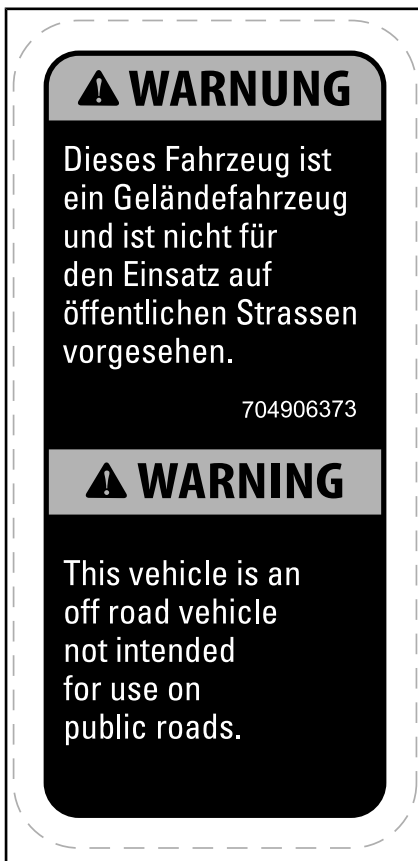 WARNUNG
Dieses Fahrzeug ist
ein Geländefahrzeug
und ist nicht für
den Einsatz auf
öffentlichen Strassen
vorgesehen.
704906373
WARNING
This vehicle is an
off road vehicle
not intended
for use on
public roads.